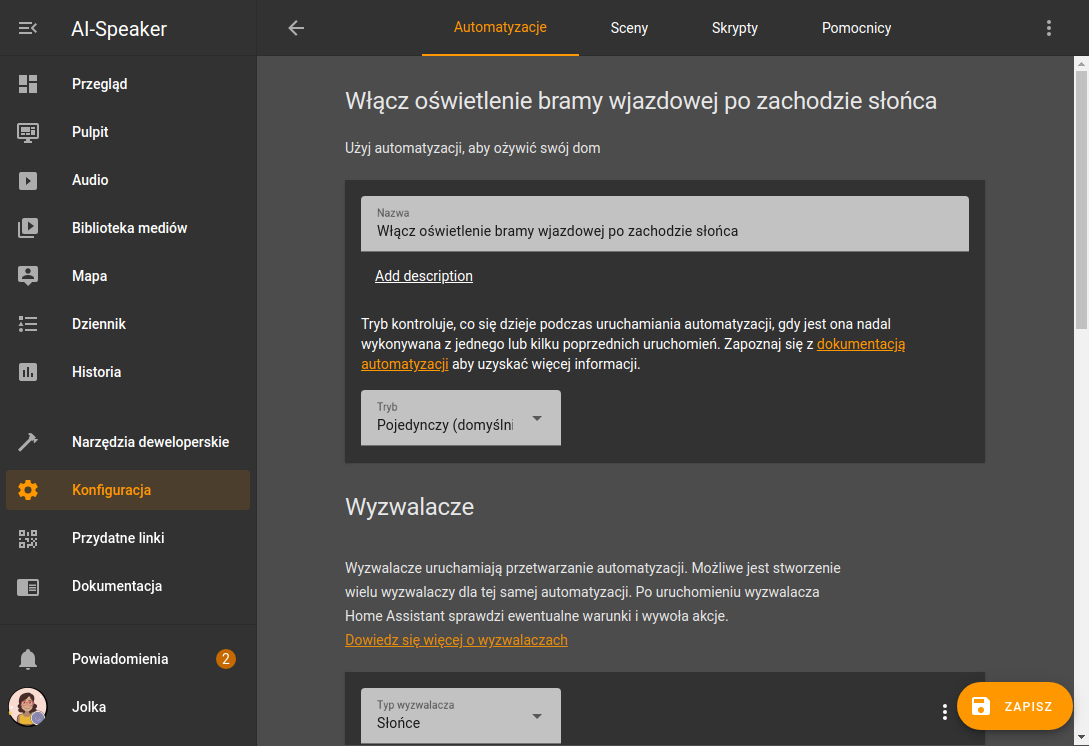 AI-Speaker
Automatyzacje
Sceny
Skrypty
Pomocnicy
Przegląd
Pulpit
Audio
Biblioteka mediów
Mapa
Dziennik
Historia
Narzędzia deweloperskie
Konfiguracja
Przydatne linki
Dokumentacja
Powiadomienia
2
Jolka
Włącz oświetlenie bramy wjazdowej po zachodzie słońca
Użyj automatyzacji, aby ożywić swój dom
Nazwa
Włącz oświetlenie bramy wjazdowej po zachodzie słońca
Add description
Tryb kontroluje, co się dzieje podczas uruchamiania automatyzacji, gdy jest ona nadal
wykonywana z jednego lub kilku poprzednich uruchomień. Zapoznaj się z dokumentacją
automatyzacji aby uzyskać więcej informacji.
Tryb
Pojedynczy (domyślni
Wyzwalacze
Wyzwalacze uruchamiają przetwarzanie automatyzacji. Możliwe jest stworzenie
wielu wyzwalaczy dla tej samej automatyzacji. Po uruchomieniu wyzwalacza
Home Assistant sprawdzi ewentualne warunki i wywoła akcje.
Dowiedz się więcej o wyzwalaczach
Typ wyzwalacza
Słońce
ZAPISZ